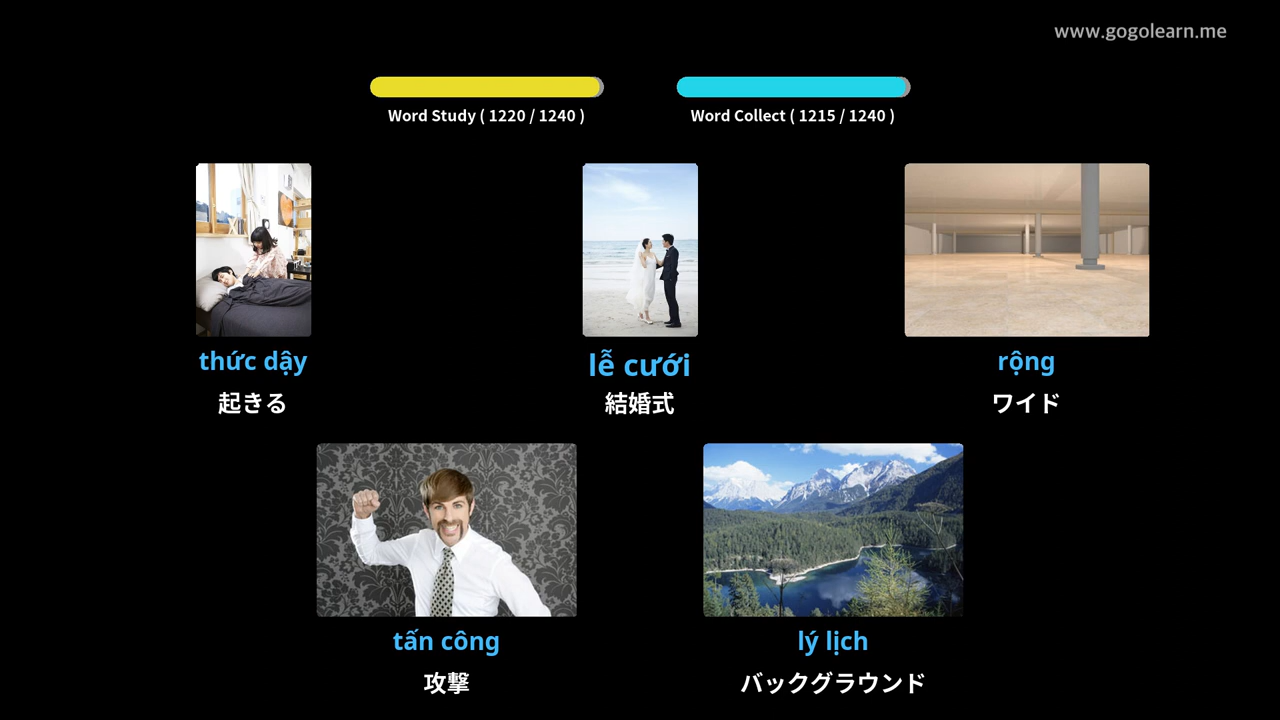 www.gogolearn.me
Word Study ( 1220 / 1240 )
Word Collect ( 1215 / 1240 )
thức dậy
起きる
lễ cưới
結婚式
rộng
ワイド
tấn công
攻撃
lý lịch
バックグラウンド